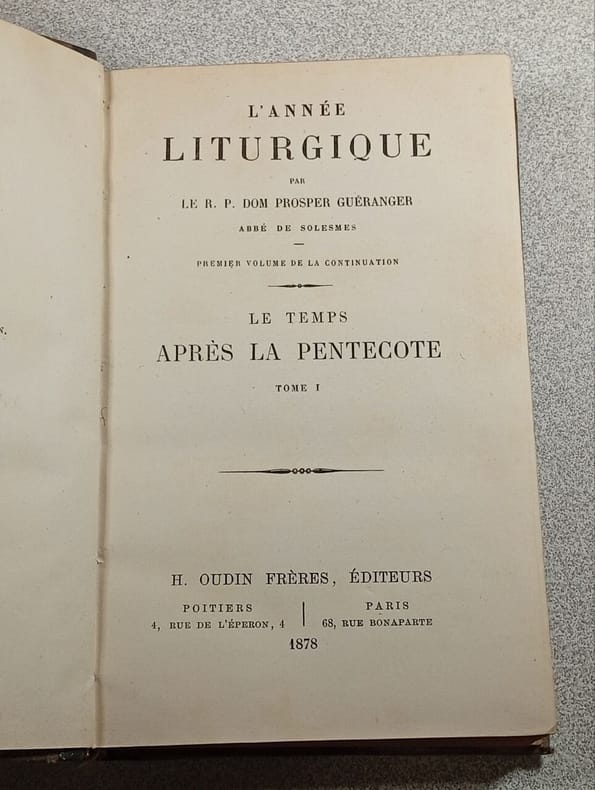 L'ANNÉE
LITURGIQUE
PAR
LE R. P. DOM PROSPER GUÉRANGER
ABBÉ DE SOLESMES
PREMIER VOLUME DE LA CONTINUATION
LE TEMPS
APRÈS LA PENTECOTE
TOME I
H. OUDIN FRÈRES, ÉDITEURS
POITIERS
4, RUE DE L'ÉPERON, 4
PARIS
68, RUE BONAPARTE
1878